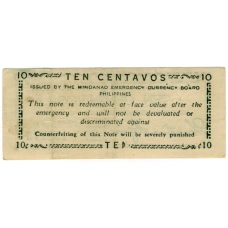 10 TEN CENTAVOS 10
ISSUED BY THE MINDANAO EMERGENCY CURRENCY BOARD
PHILIPPINES
This note is redeemable at face value after the
emergency and will not be devaluated or
discriminated against
Counterfeiting of this Note will be severely punished
10 TEN 10